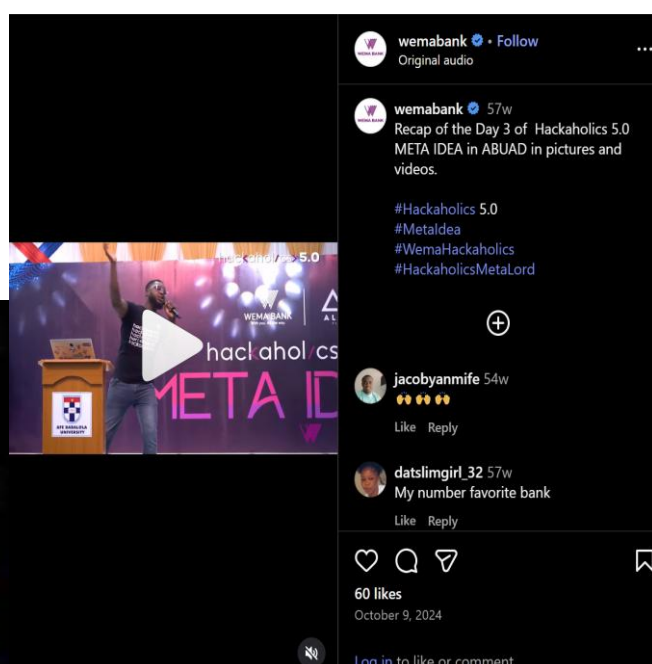 wemabank • Follow
Original audio
wemabank 57w
Recap of the Day 3 of Hackaholics 5.0
META IDEA in ABUAD in pictures and
videos.
#Hackaholics 5.0
#MetaIdea
#WemaHackaholics
#HackaholicsMetaLord
jacobyanmife 54w
Like Reply
datslimgirl_32 57w
My number favorite bank
Like Reply
60 likes
October 9, 2024
Log in to like or comment
hackaholics 5.0
WEMA BANK
hackaholics
META ID
AFE BABALOLA
UNIVERSITY